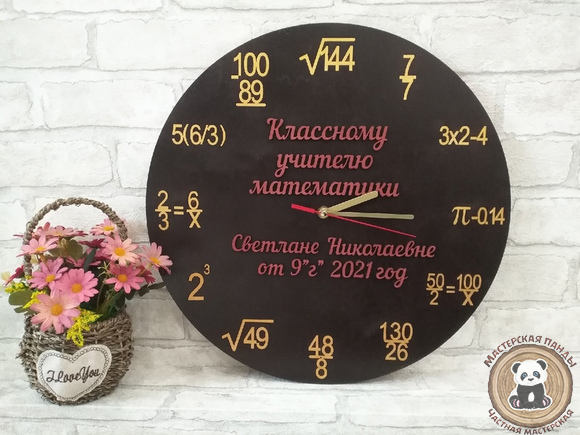 √144
7/7
3x2-4
π-0.14
50/2=100/X
130/26
48/8
√49
2³
2/3=6/X
5(6/3)
-100
89
Классному
учителю
математики
Светлане Николаевне
от 9"г" 2021 год
I Love You
МАСТЕРСКАЯ ПАНДЫ
ЧАСТНАЯ МАСТЕРСКАЯ